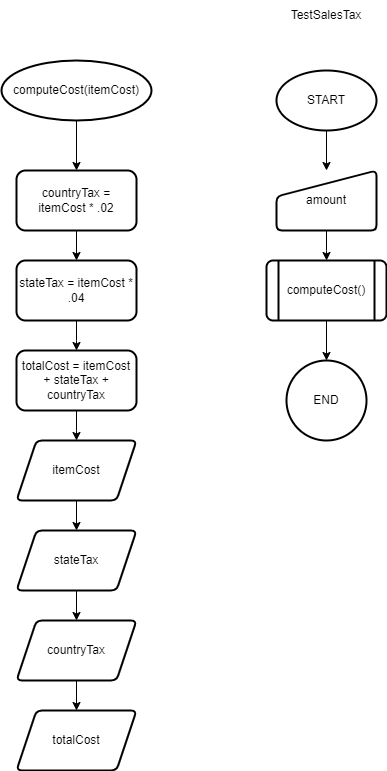 TestSalesTax
computeCost(itemCost)
countryTax =
itemCost * .02
stateTax = itemCost *
.04
totalCost = itemCost
+ stateTax +
countryTax
itemCost
stateTax
countryTax
totalCost
START
amount
computeCost()
END